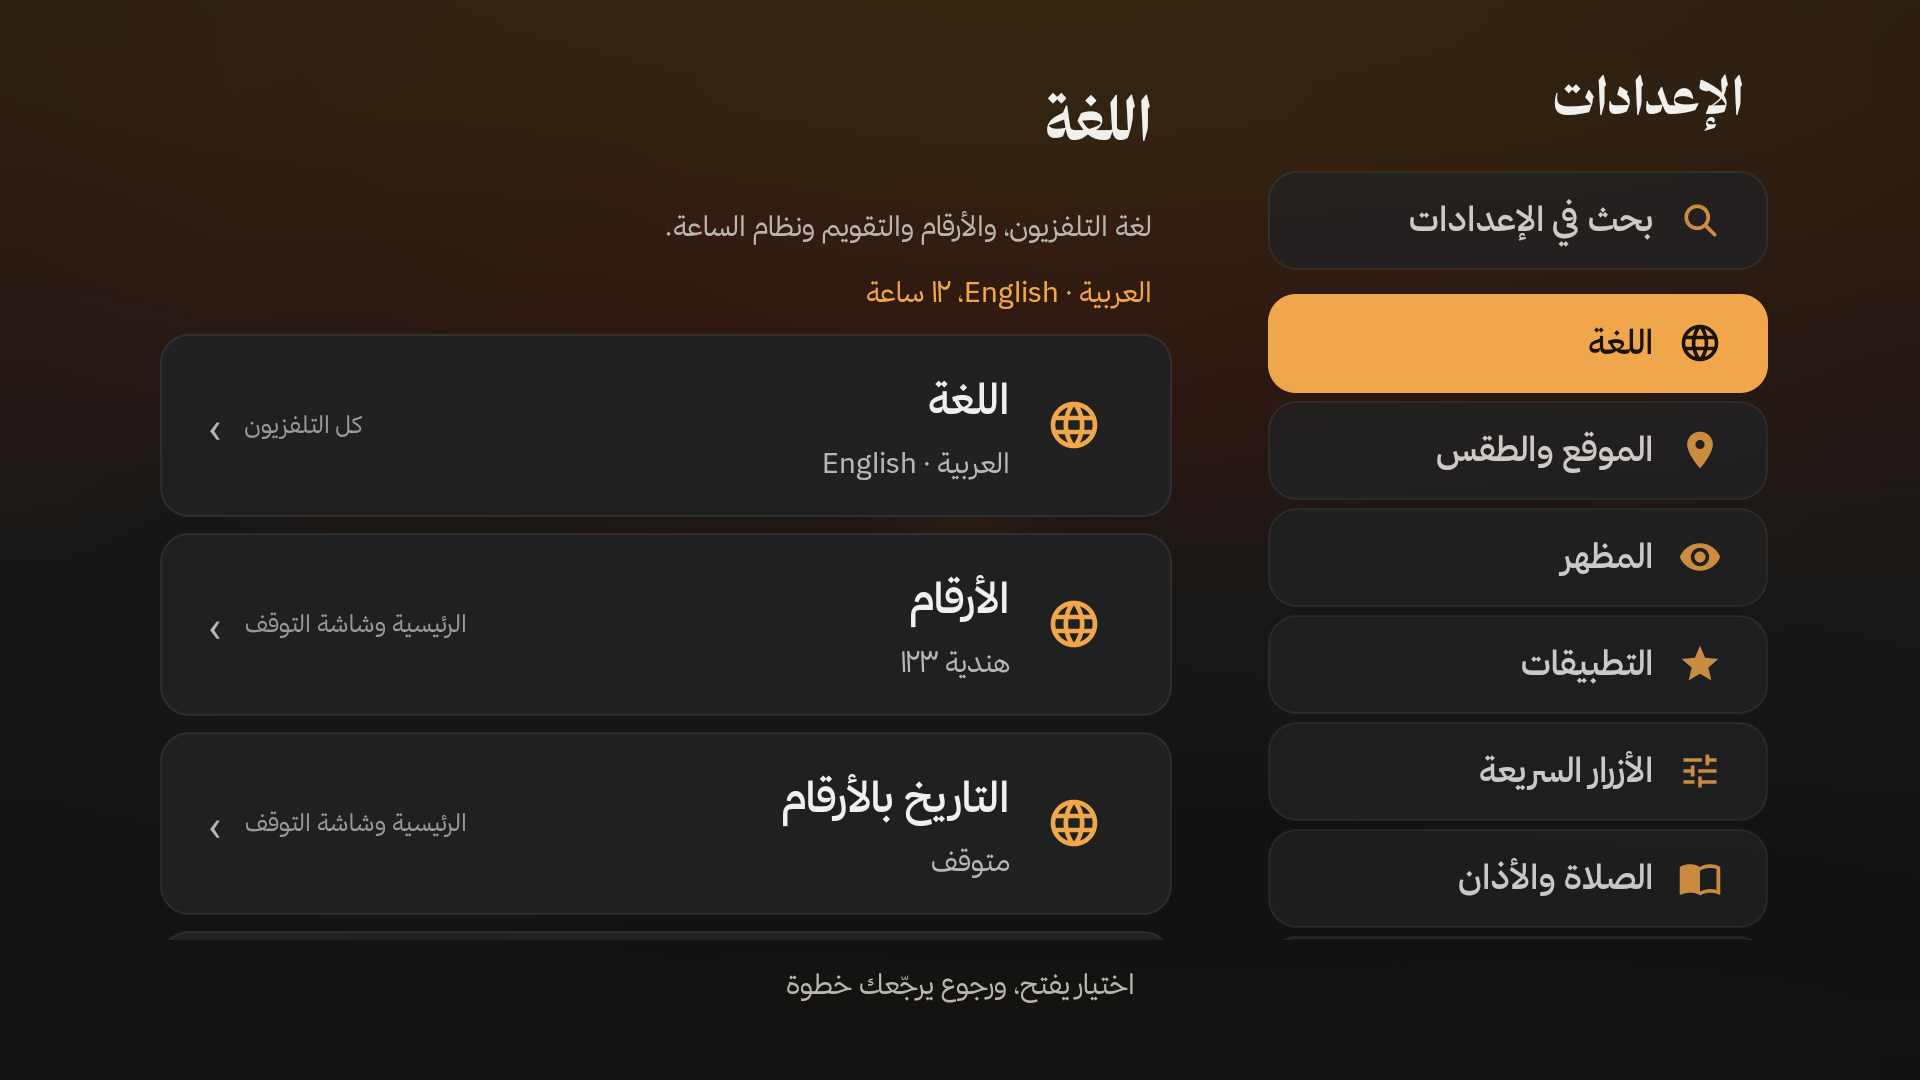 الإعدادات
بحث في الإعدادات
اللغة
الموقع والطقس
المظهر
التطبيقات
الأزرار السريعة
الصلاة والأذان
اللغة
لغة التلفزيون، والأرقام والتقويم ونظام الساعة.
العربية · English، ١٢ ساعة
اللغة
العربية · English
كل التلفزيون
الأرقام
هندية ١٢٣
الرئيسية وشاشة التوقف
التاريخ بالأرقام
متوقف
الرئيسية وشاشة التوقف
اختيار يفتح، ورجوع يرجّعك خطوة